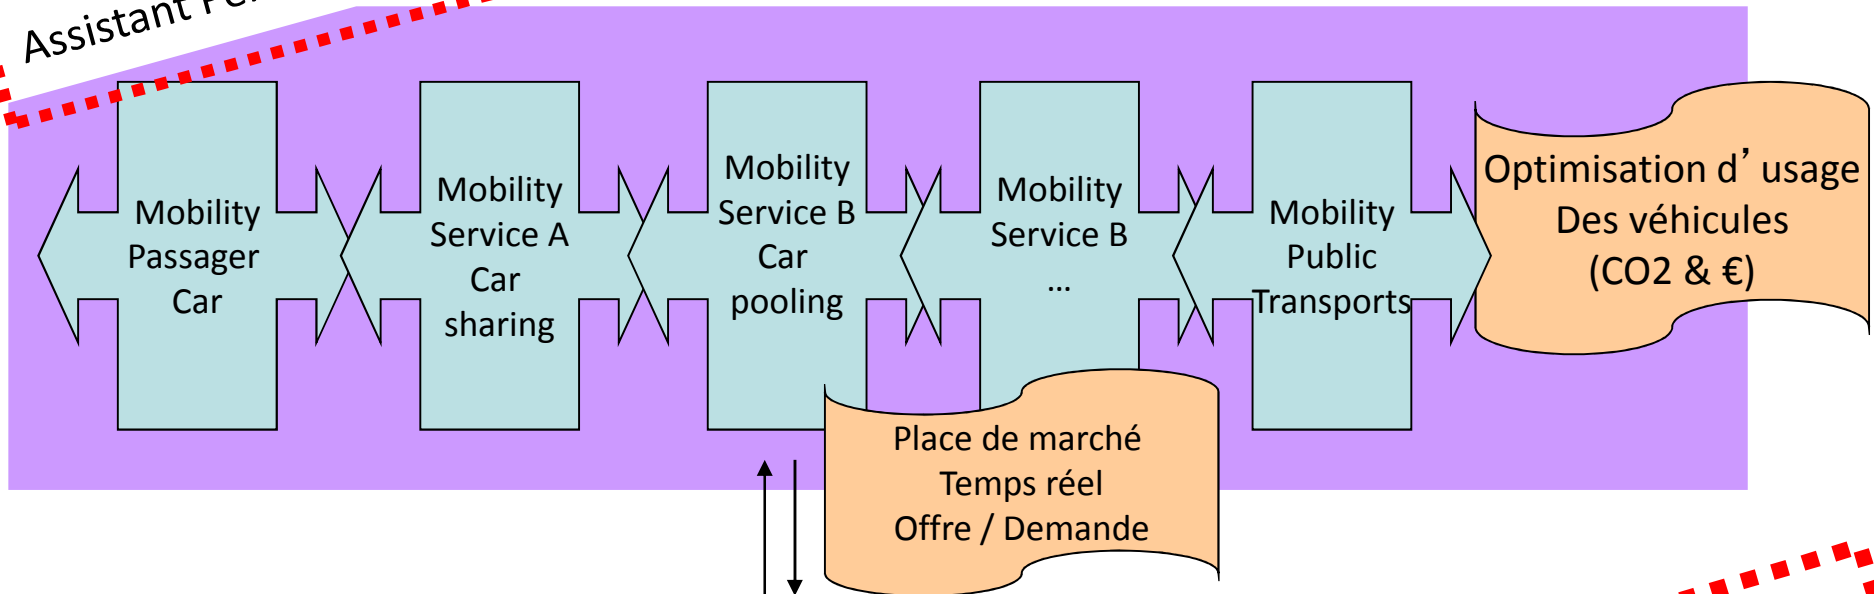 Assistant
Mobility
Passager
Car
Mobility
Service A
Car
sharing
Mobility
Service B
Car
pooling
Mobility
Service B
...
Mobility
Public
Transports
Optimisation d’ usage
Des véhicules
(CO2 & €)
Place de marché
Temps réel
Offre / Demande